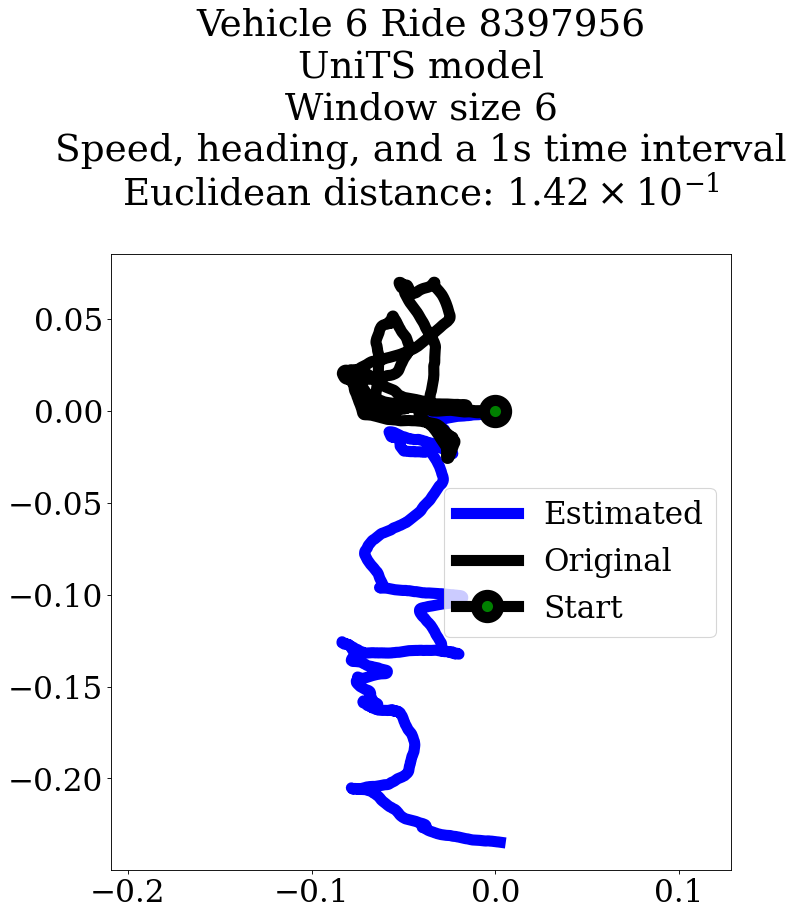 Vehicle 6 Ride 8397956
UniTS model
Window size 6
Speed, heading, and a 1s time interval
Euclidean distance: 1.42 × 10⁻¹
0.05
0.00
−0.05
−0.10
−0.15
−0.20
Estimated
Original
Start
−0.2
−0.1
0.0
0.1